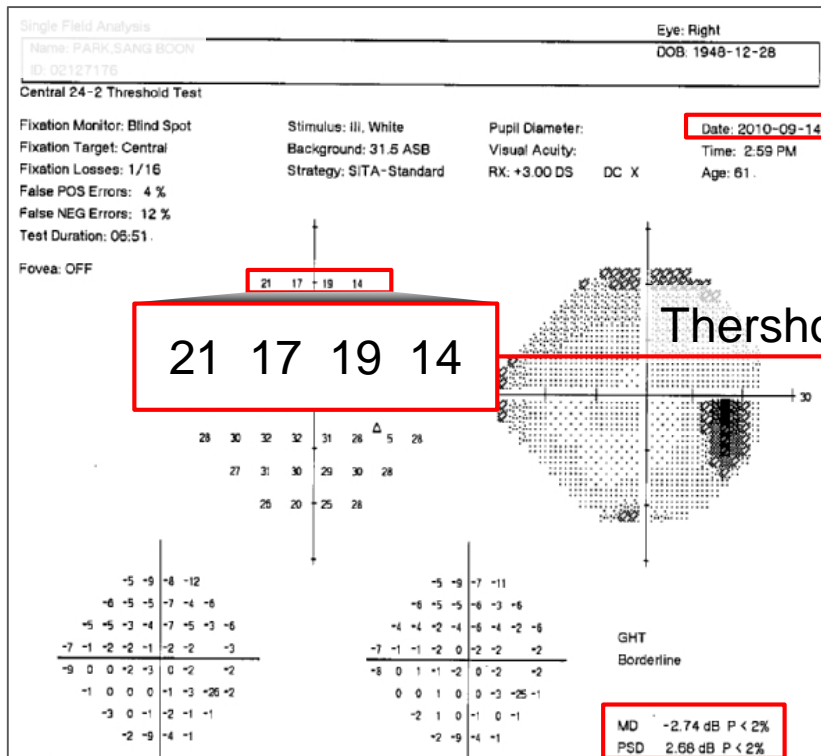 Single Field Analysis
Eye: Right
Name: PARK,SANG BOON
DOB: 1948-12-28
ID: 02127176
Central 24-2 Threshold Test
Fixation Monitor: Blind Spot
Stimulus: III, White
Pupil Diameter:
Date: 2010-09-14
Fixation Target: Central
Background: 31.5 ASB
Visual Acuity:
Time: 2:59 PM
Fixation Losses: 1/16
Strategy: SITA-Standard
RX: +3.00 DS DC X
Age: 61
False POS Errors: 4 %
False NEG Errors: 12 %
Test Duration: 06:51
Fovea: OFF
21 17 19 14
21 17 19 14
Thersho
30
28 30 32 32 31 28 5 28
27 31 30 29 30 28
26 20 25 28
-5 -9 -8 -12
-6 -5 -5 -7 -4 -6
-5 -5 -3 -4 -7 -5 -3 -6
-7 -1 -2 -2 -1 -2 -2 -3
-9 0 0 -2 -3 0 -2 -2
-1 0 0 0 -1 -3 -26 -2
-3 0 -1 -2 -1 -1
-2 -9 -4 -1
-5 -9 -7 -11
-6 -5 -5 -6 -3 -6
-4 -4 -2 -4 -6 -4 -2 -6
-7 -1 -1 -2 0 -2 -2 -2
-8 0 1 -1 -2 0 -2 -2
0 0 1 0 0 -3 -25 -1
-2 1 0 -1 0 -1
-2 -9 -4 -1
GHT
Borderline
MD -2.74 dB P < 2%
PSD 2.68 dB P < 2%